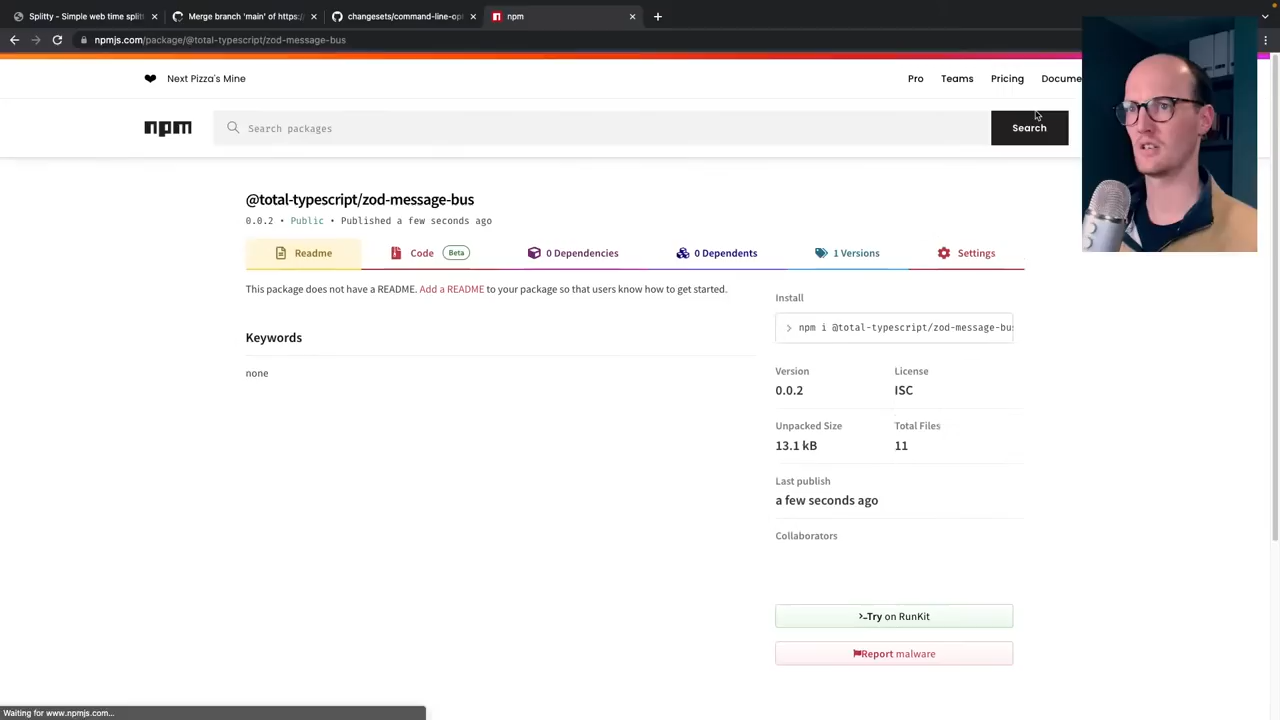 Splitty - Simple web time split
Merge branch 'main' of https:/
changesets/command-line-opt
npm
npmjs.com/package/@total-typescript/zod-message-bus
Next Pizza's Mine
Pro
Teams
Pricing
Docume
npm
Search packages
Search
@total-typescript/zod-message-bus
0.0.2 • Public • Published a few seconds ago
Readme
Code Beta
0 Dependencies
0 Dependents
1 Versions
Settings
This package does not have a README. Add a README to your package so that users know how to get started.
Keywords
none
Install
npm i @total-typescript/zod-message-bus
Version
License
0.0.2
ISC
Unpacked Size
Total Files
13.1 kB
11
Last publish
a few seconds ago
Collaborators
>_Try on RunKit
Report malware
Waiting for www.npmjs.com...